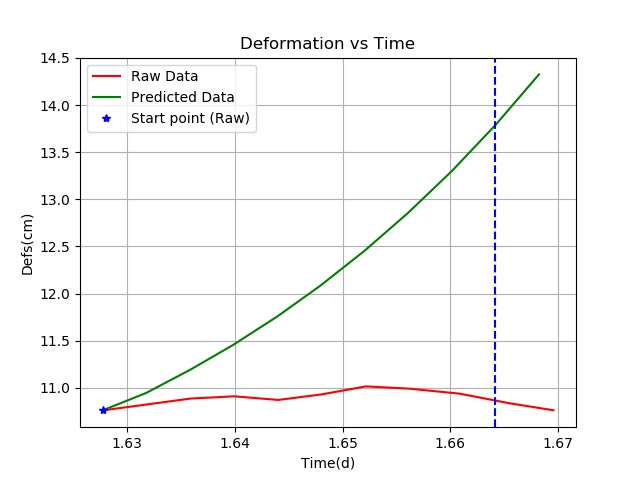 Deformation vs Time
Raw Data
Predicted Data
Start point (Raw)
Defs(cm)
14.5
14.0
13.5
13.0
12.5
12.0
11.5
11.0
1.63 1.64 1.65 1.66 1.67
Time(d)